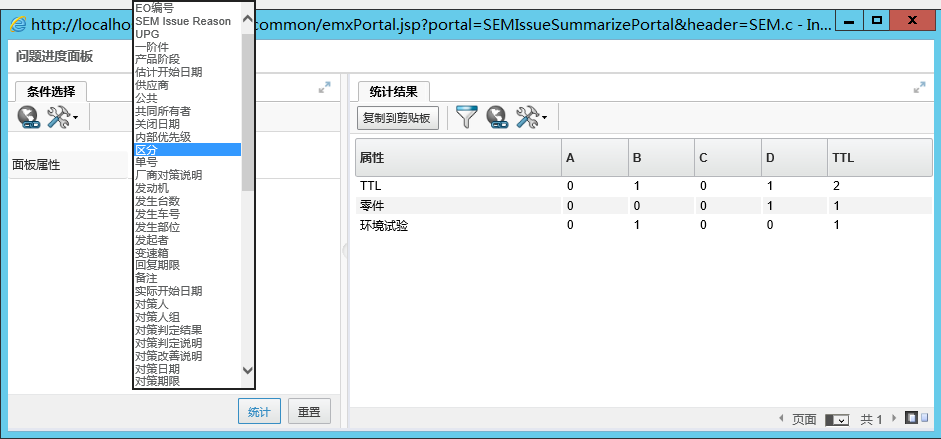 http://localho
common/emxPortal.jsp?portal=SEMIssueSummarizePortal&header=SEM.c - In...
问题进度面板
条件选择
面板属性
EO编号
SEM Issue Reason
UPG
一阶件
产品阶段
估计开始日期
供应商
公共
共同所有者
关闭日期
内部优先级
区分
单号
厂商对策说明
发动机
发生台数
发生车号
发生部位
发起者
变速箱
回复期限
备注
实际开始日期
对策人
对策人组
对策判定结果
对策判定说明
对策改善说明
对策日期
对策期限
统计 重置
统计结果
复制到剪贴板
属性 A B C D TTL
TTL 0 1 0 1 2
零件 0 0 0 1 1
环境试验 0 1 0 0 1
页面 共 1